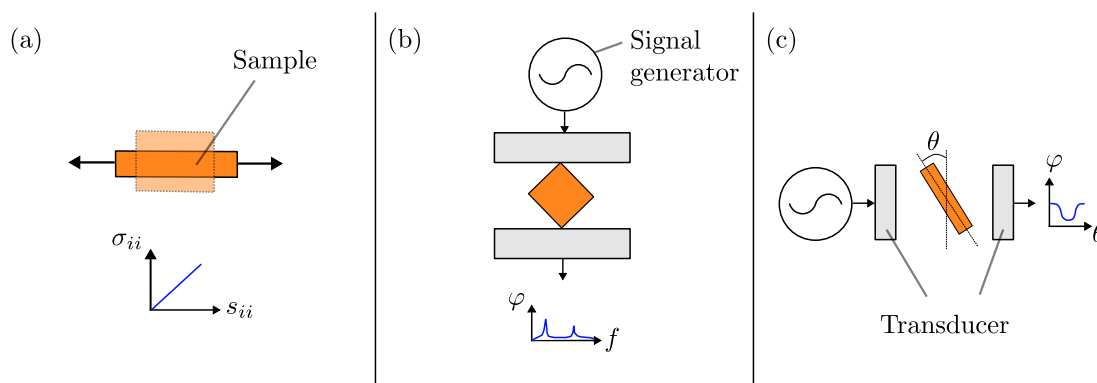 (a)
Sample
σ_ii
s_ii
(b)
Signal
generator
φ
f
(c)
θ
φ
θ
Transducer